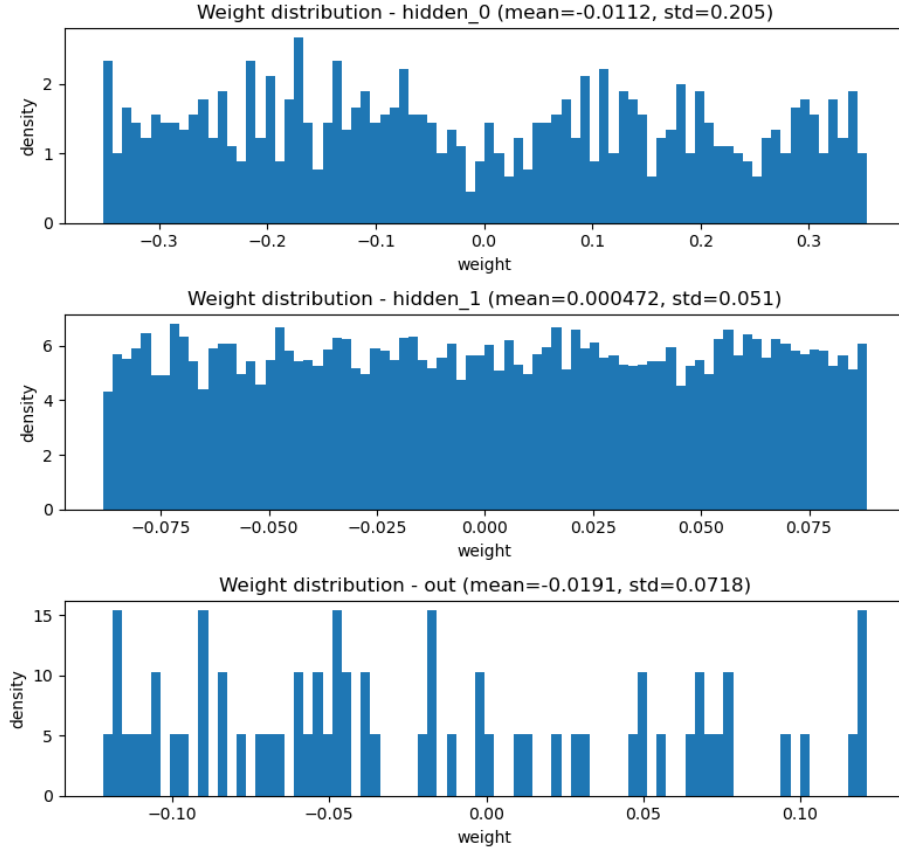 Weight distribution - hidden_0 (mean=-0.0112, std=0.205)
density
2
1
0
−0.3 −0.2 −0.1 0.0 0.1 0.2 0.3
weight
Weight distribution - hidden_1 (mean=0.000472, std=0.051)
density
6
4
2
0
−0.075 −0.050 −0.025 0.000 0.025 0.050 0.075
weight
Weight distribution - out (mean=-0.0191, std=0.0718)
density
15
10
5
0
−0.10 −0.05 0.00 0.05 0.10
weight